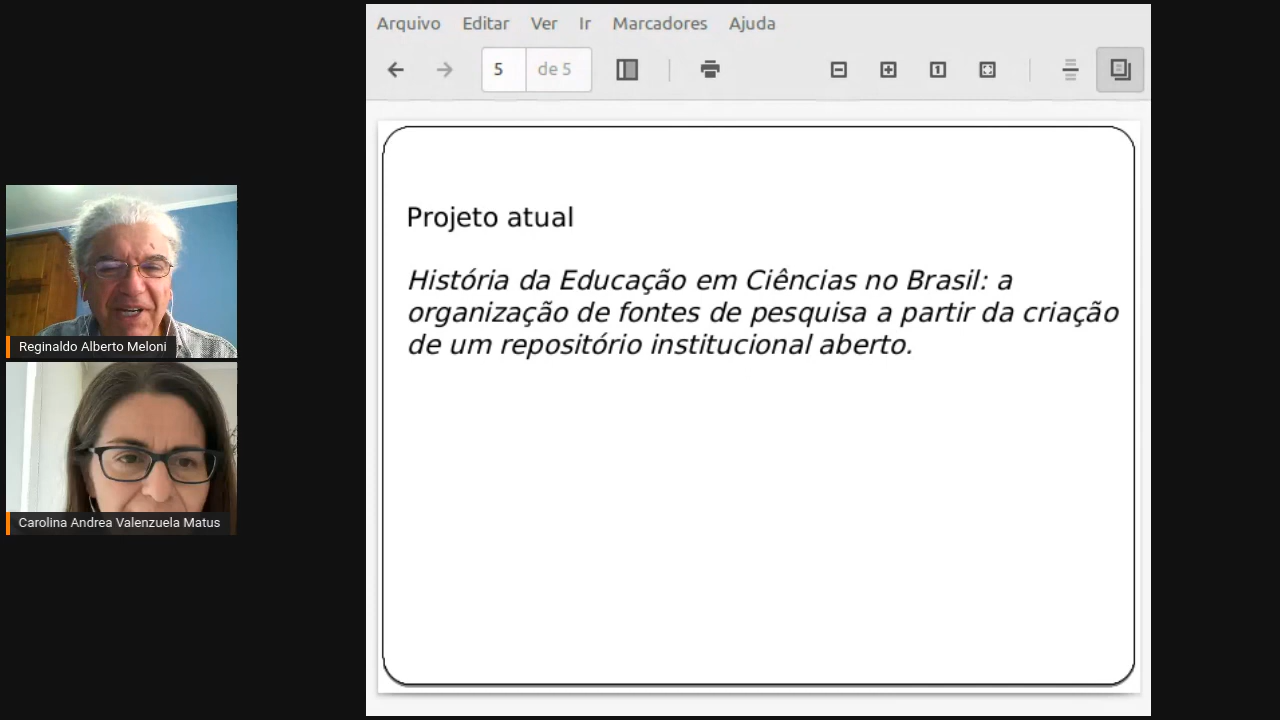 Arquivo Editar Ver Ir Marcadores Ajuda
5 de 5
Projeto atual
História da Educação em Ciências no Brasil: a
organização de fontes de pesquisa a partir da criação
de um repositório institucional aberto.
Reginaldo Alberto Meloni
Carolina Andrea Valenzuela Matus